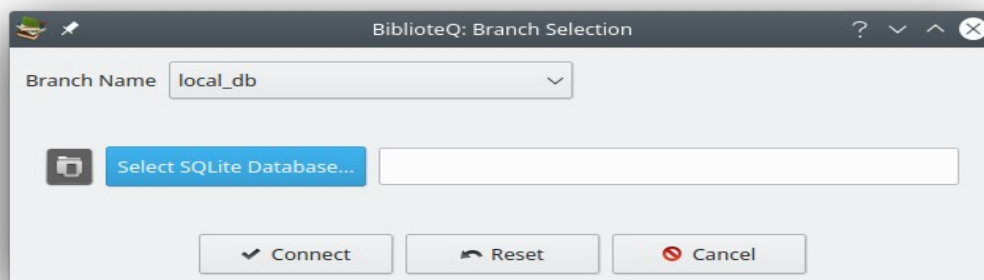 BiblioteQ: Branch Selection
Branch Name local_db
Select SQLite Database...
Connect Reset Cancel